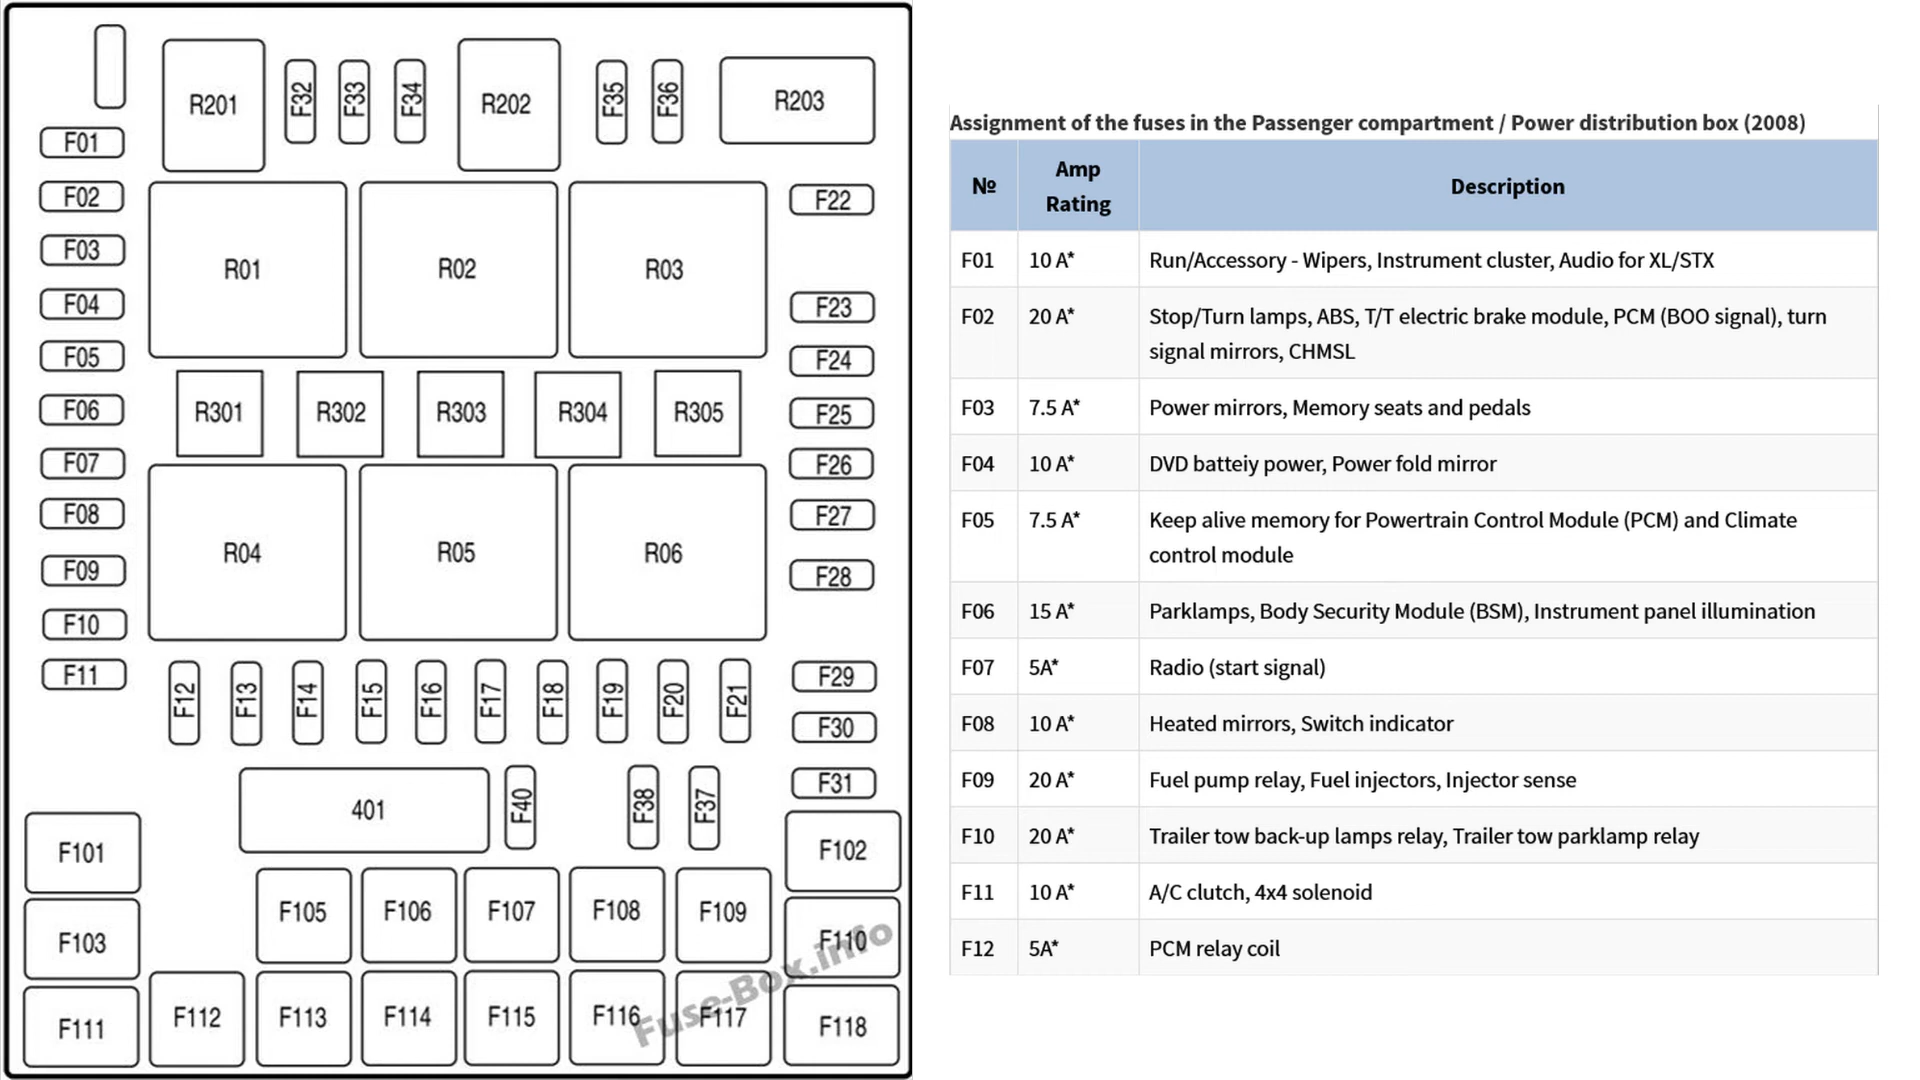 R201
F32
F33
F34
R202
F35
F36
R203
F01
F02
F03
F04
F05
F06
F07
F08
F09
F10
F11
R01
R02
R03
F22
F23
F24
F25
F26
F27
F28
R301
R302
R303
R304
R305
R04
R05
R06
F12
F13
F14
F15
F16
F17
F18
F19
F20
F21
F29
F30
F31
401
F40
F38
F37
F101
F102
F103
F105
F106
F107
F108
F109
F110
F111
F112
F113
F114
F115
F116
F117
F118
Fuse-Box.info
Assignment of the fuses in the Passenger compartment / Power distribution box (2008)
№ Amp Rating Description
F01 10 A* Run/Accessory - Wipers, Instrument cluster, Audio for XL/STX
F02 20 A* Stop/Turn lamps, ABS, T/T electric brake module, PCM (BOO signal), turn
signal mirrors, CHMSL
F03 7.5 A* Power mirrors, Memory seats and pedals
F04 10 A* DVD batteiy power, Power fold mirror
F05 7.5 A* Keep alive memory for Powertrain Control Module (PCM) and Climate
control module
F06 15 A* Parklamps, Body Security Module (BSM), Instrument panel illumination
F07 5A* Radio (start signal)
F08 10 A* Heated mirrors, Switch indicator
F09 20 A* Fuel pump relay, Fuel injectors, Injector sense
F10 20 A* Trailer tow back-up lamps relay, Trailer tow parklamp relay
F11 10 A* A/C clutch, 4x4 solenoid
F12 5A* PCM relay coil